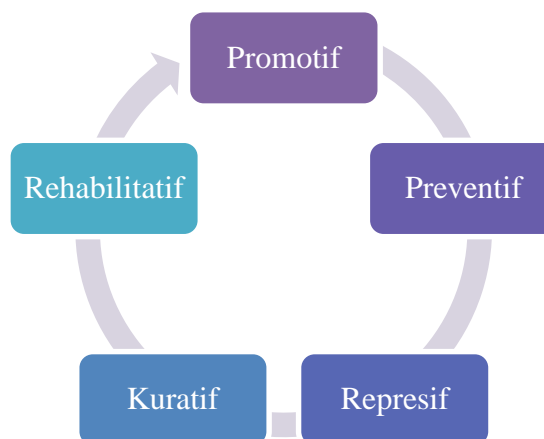 Promotif
Preventif
Represif
Kuratif
Rehabilitatif